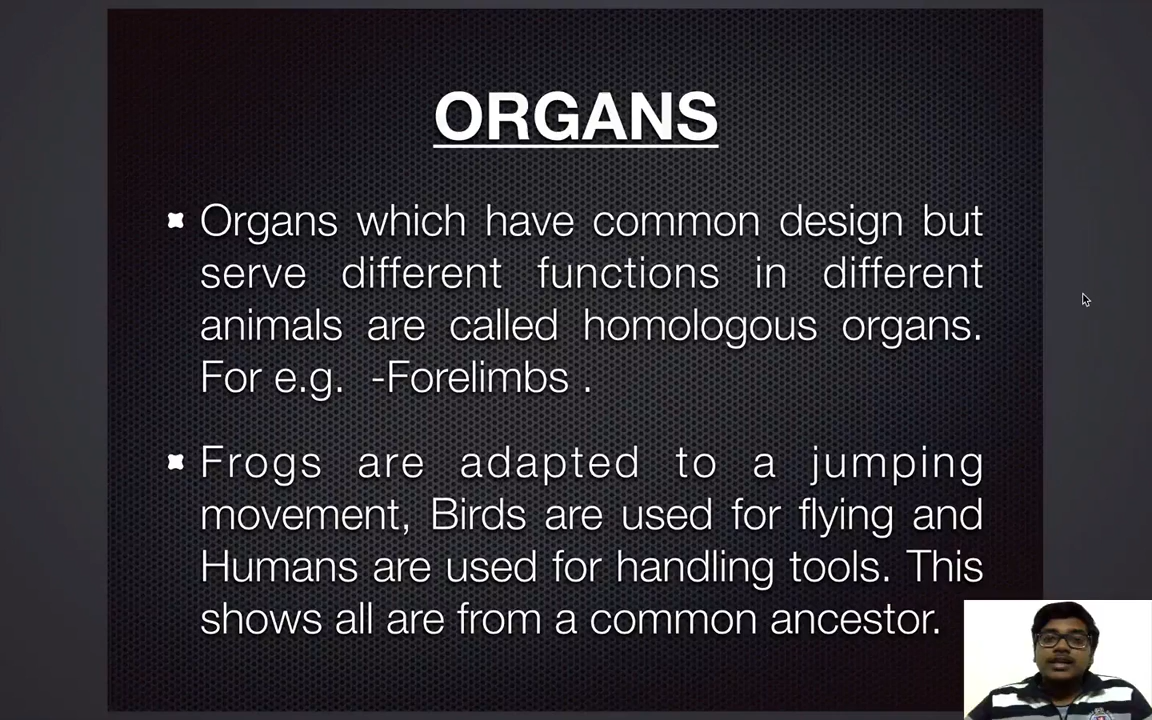 ORGANS
Organs which have common design but
serve different functions in different
animals are called homologous organs.
For e.g. -Forelimbs .
Frogs are adapted to a jumping
movement, Birds are used for flying and
Humans are used for handling tools. This
shows all are from a common ancestor.